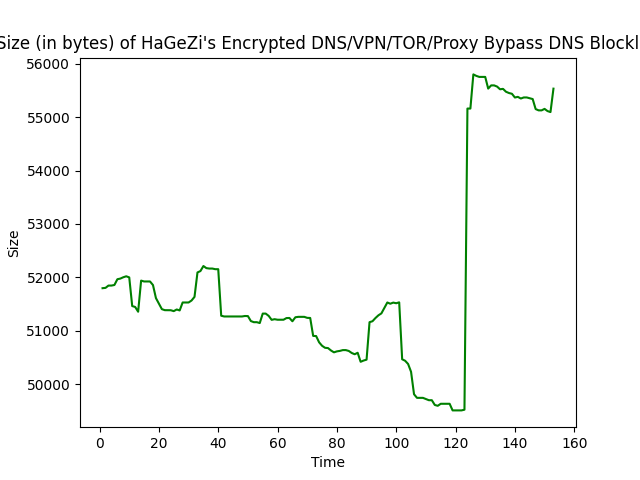 Size (in bytes) of HaGeZi's Encrypted DNS/VPN/TOR/Proxy Bypass DNS Blockl
56000
55000
54000
53000
52000
51000
50000
Size
0 20 40 60 80 100 120 140 160
Time